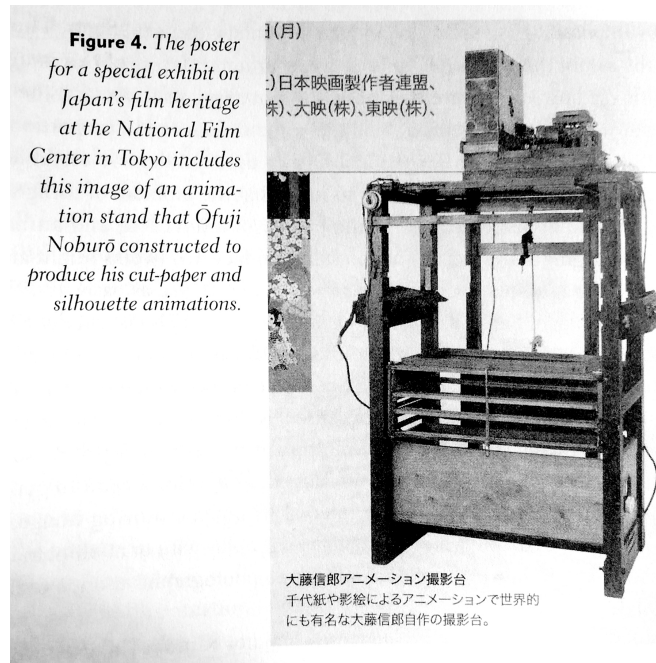 Figure 4. The poster
for a special exhibit on
Japan's film heritage
at the National Film
Center in Tokyo includes
this image of an anima-
tion stand that Ōfuji
Noburō constructed to
produce his cut-paper and
silhouette animations.
(月)
)日本映画製作者連盟、
株)、大映(株)、東映(株)、
大藤信郎アニメーション撮影台
千代紙や影絵によるアニメーションで世界的
にも有名な大藤信郎自作の撮影台。